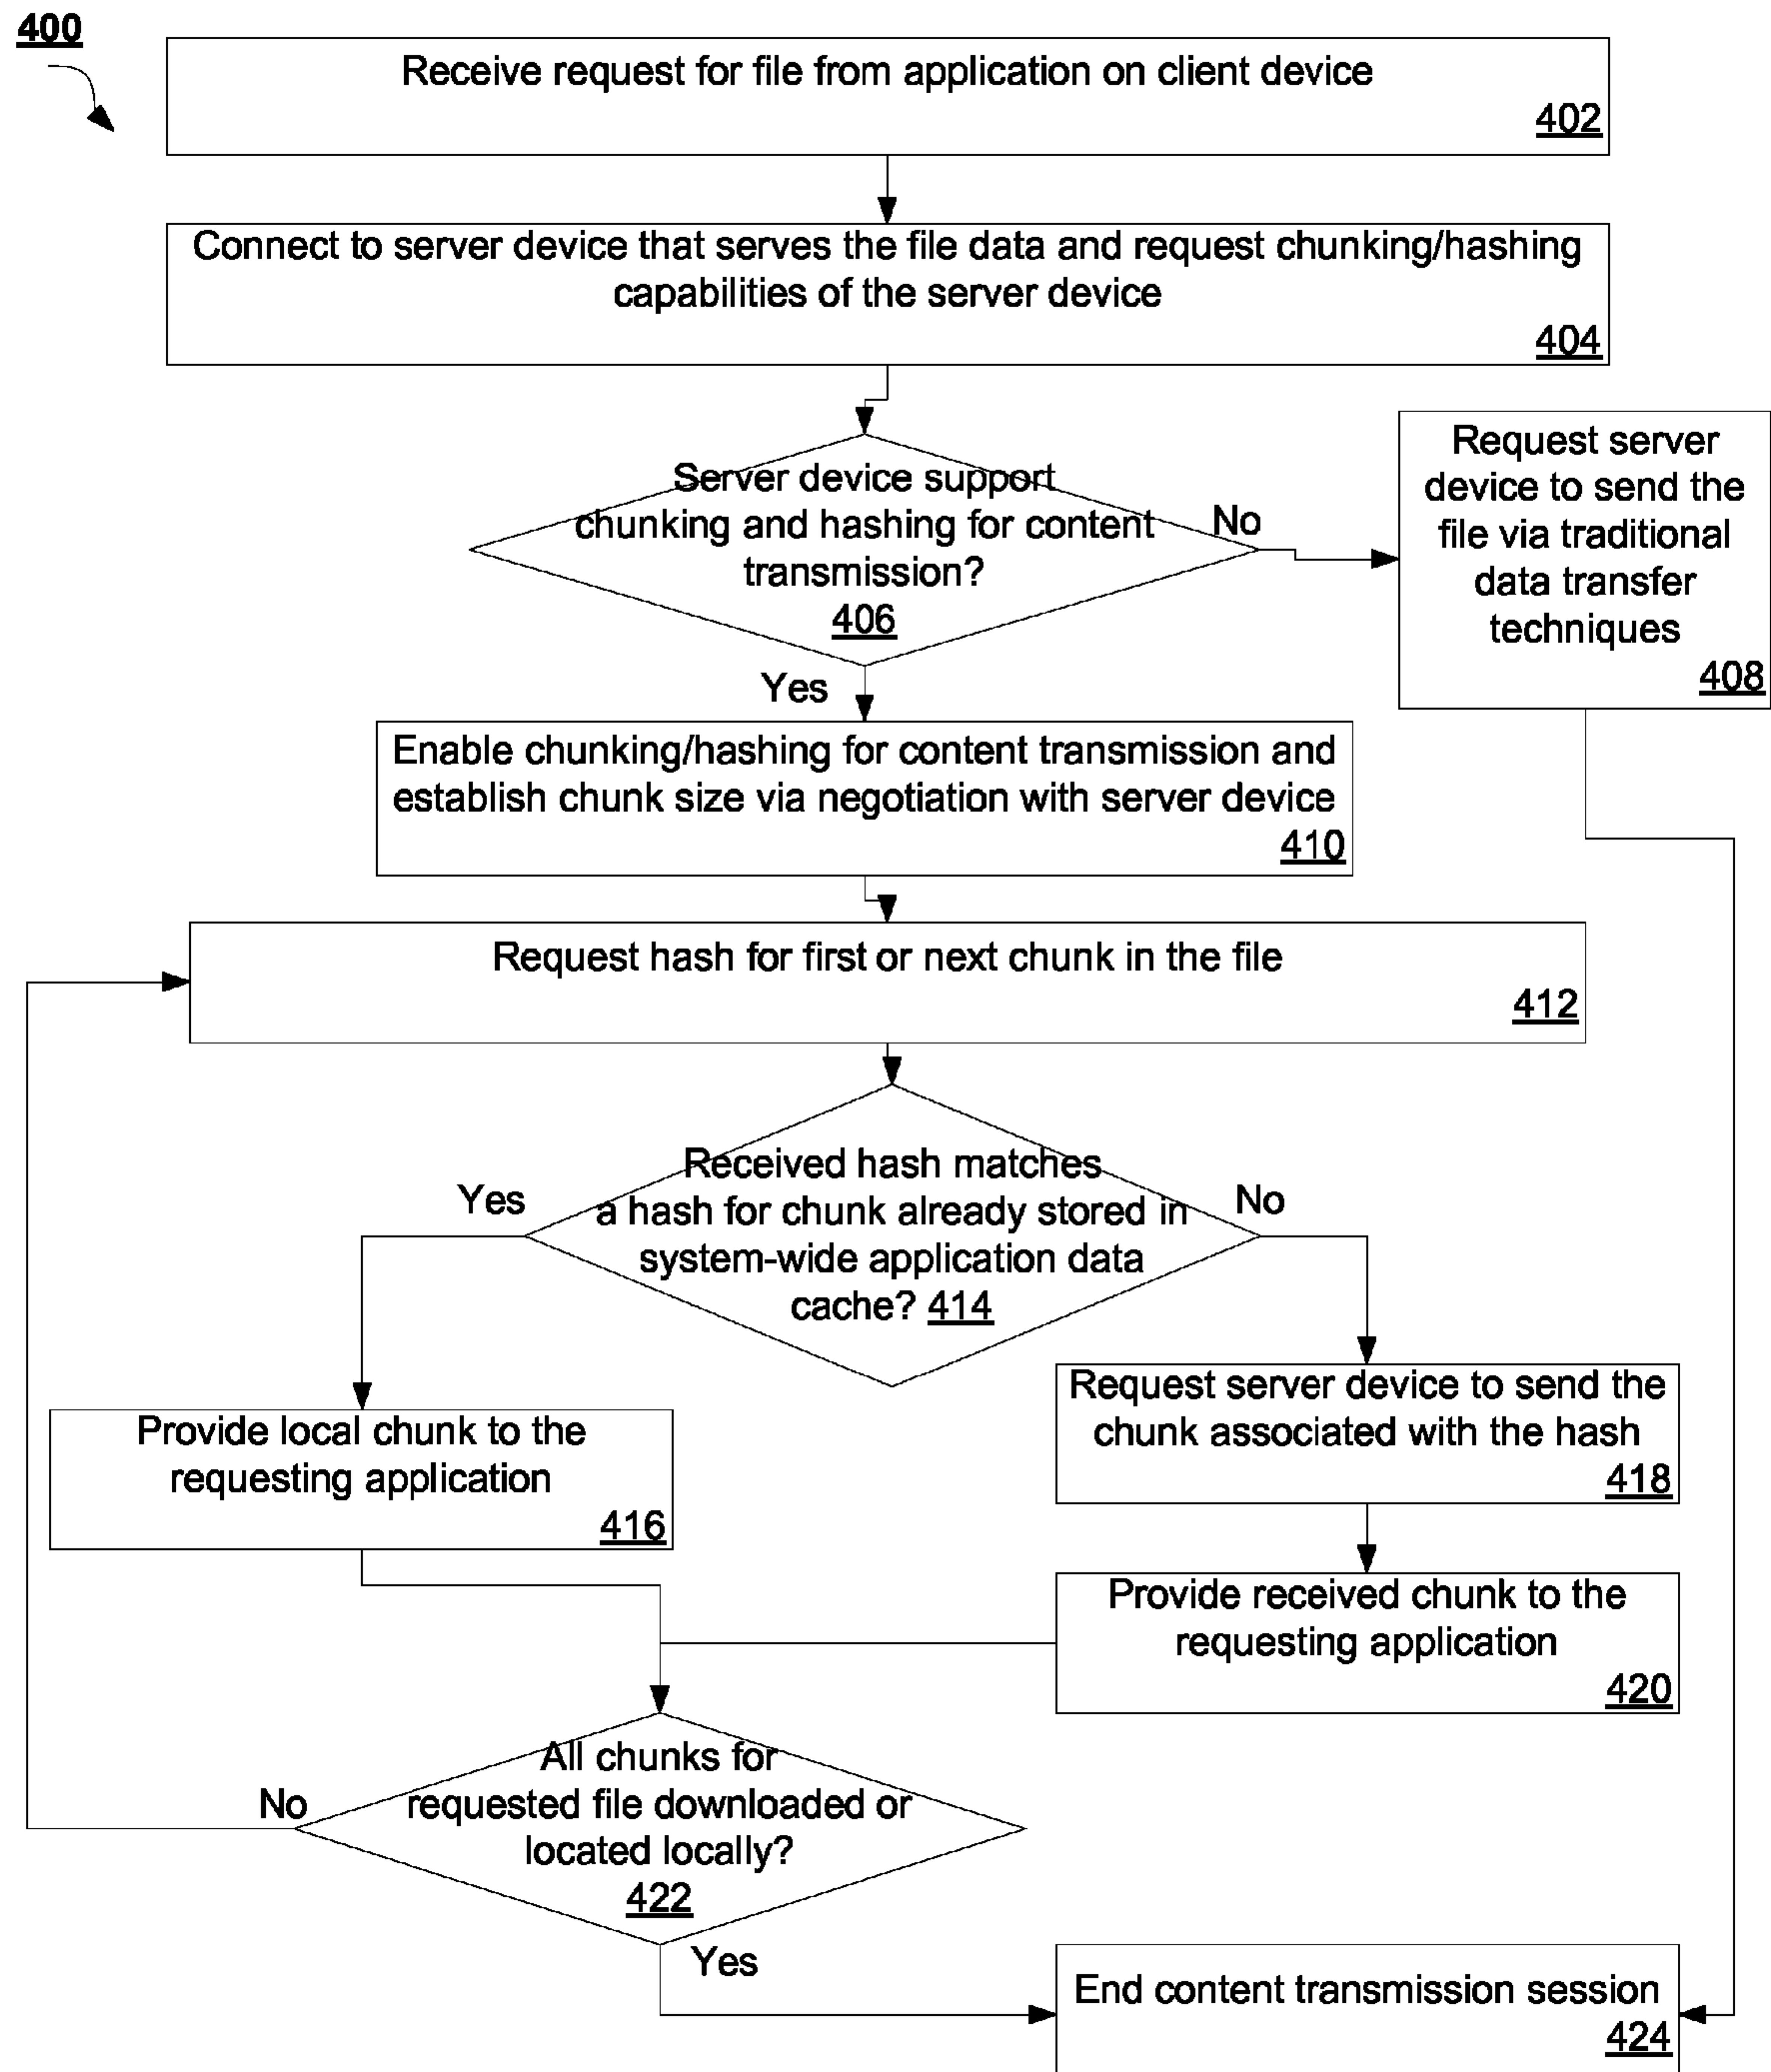 400
Receive request for file from application on client device
402
Connect to server device that serves the file data and request chunking/hashing
capabilities of the server device
404
Server device support
chunking and hashing for content
transmission?
406
No
Request server
device to send the
file via traditional
data transfer
techniques
408
Yes
Enable chunking/hashing for content transmission and
establish chunk size via negotiation with server device
410
Request hash for first or next chunk in the file
412
Received hash matches
a hash for chunk already stored in
system-wide application data
cache? 414
Yes
No
Provide local chunk to the
requesting application
416
Request server device to send the
chunk associated with the hash
418
Provide received chunk to the
requesting application
420
All chunks for
requested file downloaded or
located locally?
422
No
Yes
End content transmission session
424